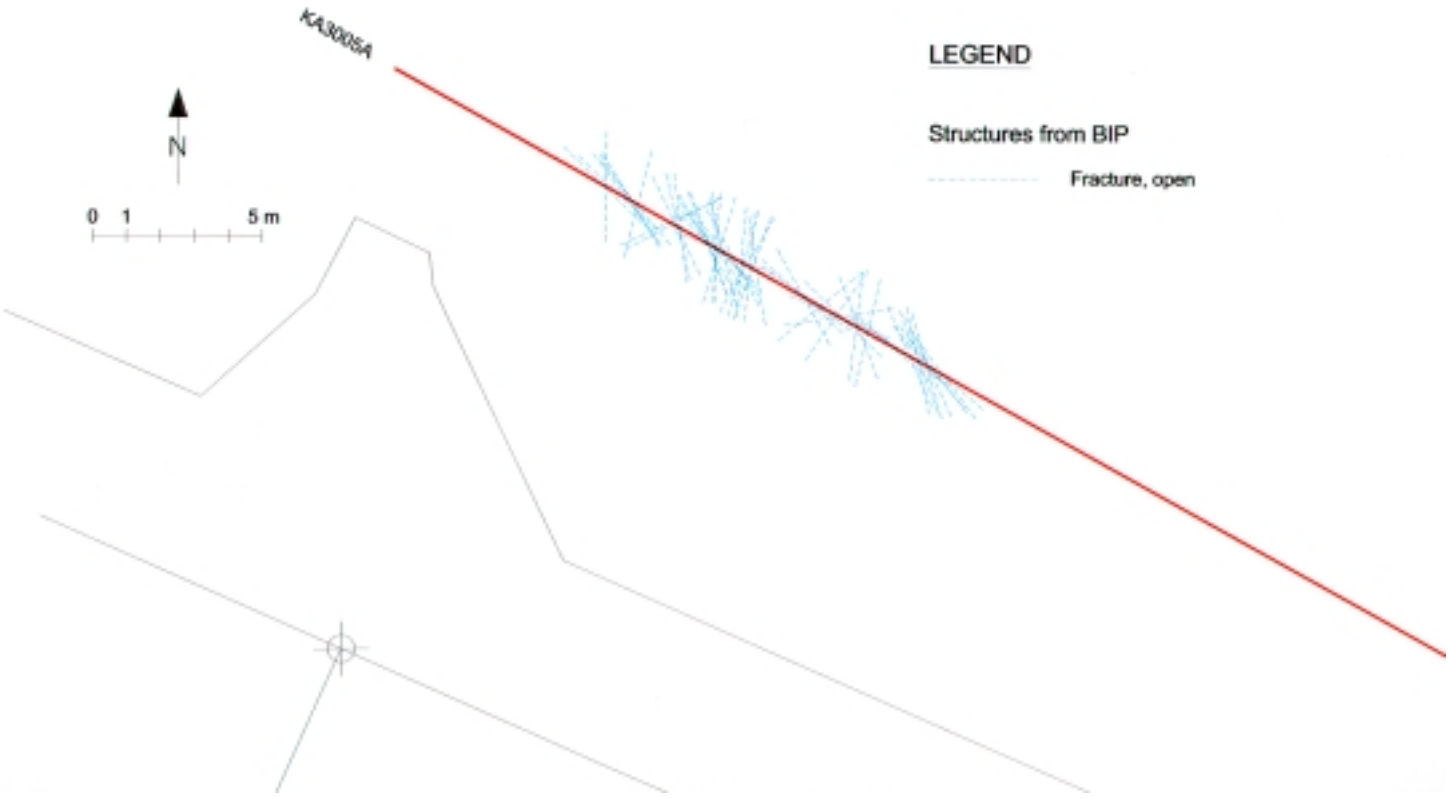 KA3005A
LEGEND
N
Structures from BIP
Fracture, open
0 1 5 m